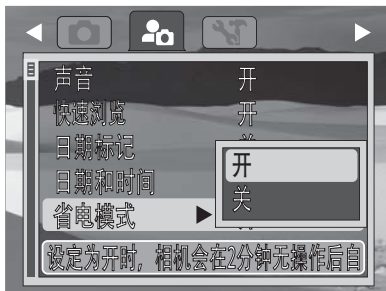 声音 开
快速浏览 开
日期标记
日期和时间
省电模式
开
关
设定为开时，相机会在2分钟无操作后自